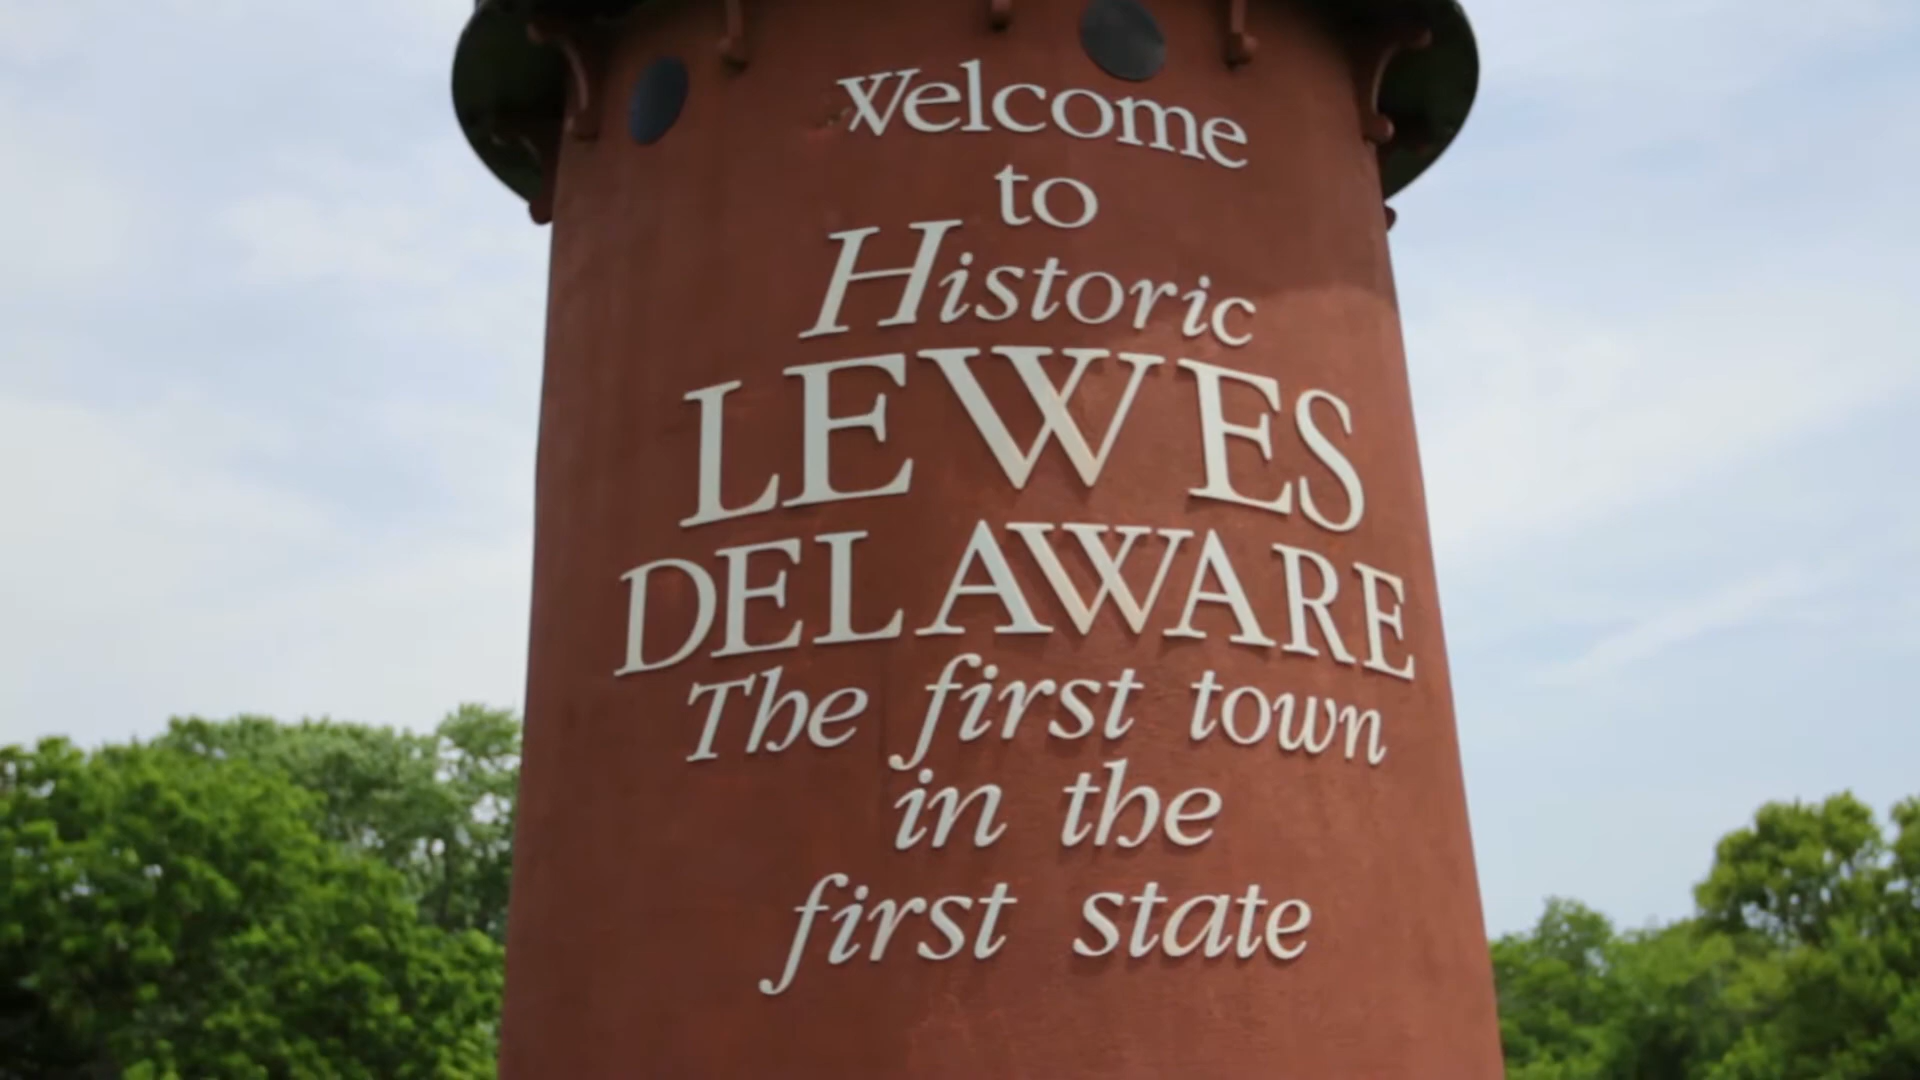 Welcome
to
Historic
LEWES
DELAWARE
The first town
in the
first state